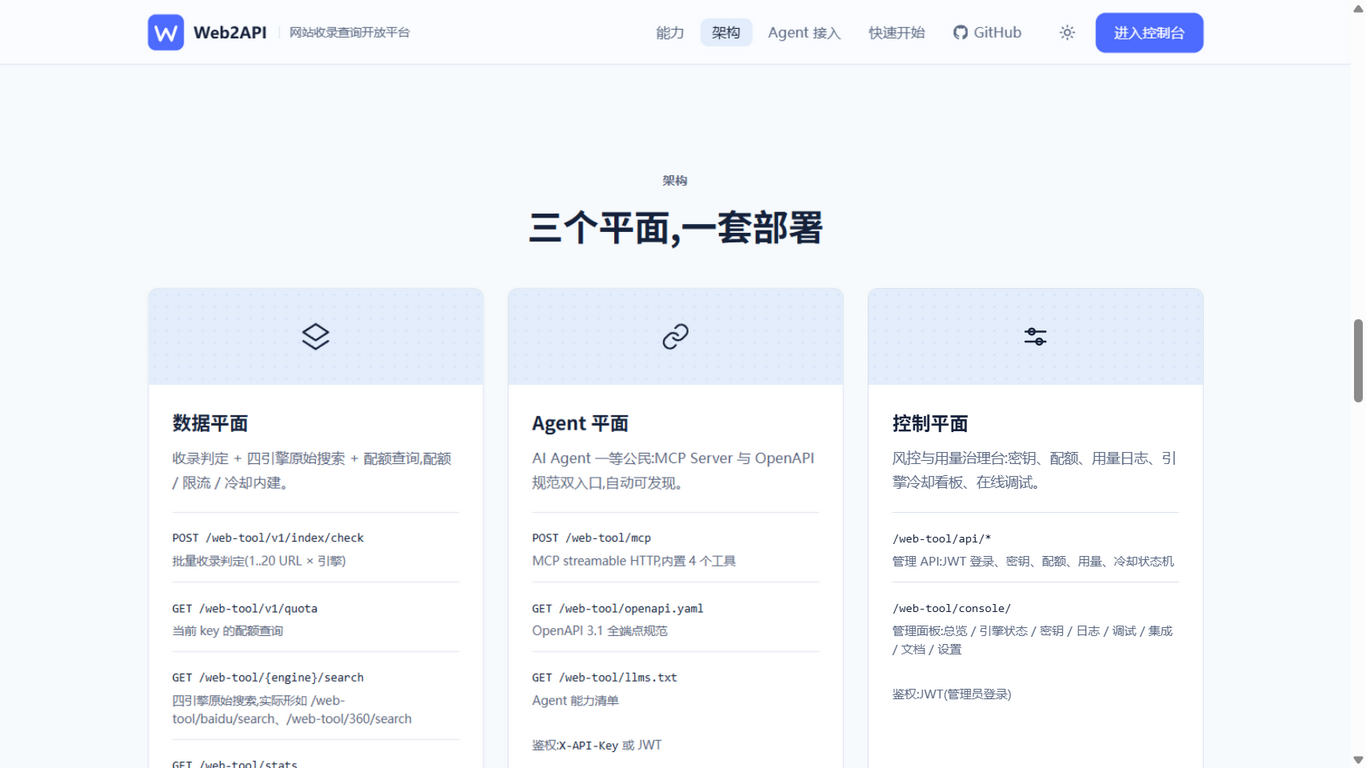 W Web2API 网站收录查询开放平台 能力 架构 Agent 接入 快速开始 GitHub 进入控制台
架构
三个平面,一套部署
数据平面
收录判定 + 四引擎原始搜索 + 配额查询,配额
/ 限流 / 冷却内建。
POST /web-tool/v1/index/check
批量收录判定(1..20 URL × 引擎)
GET /web-tool/v1/quota
当前 key 的配额查询
GET /web-tool/{engine}/search
四引擎原始搜索,实际形如 /web-
tool/baidu/search、/web-tool/360/search
GET /web-tool/stats
Agent 平面
AI Agent 一等公民:MCP Server 与 OpenAPI
规范双入口,自动可发现。
POST /web-tool/mcp
MCP streamable HTTP,内置 4 个工具
GET /web-tool/openapi.yaml
OpenAPI 3.1 全端点规范
GET /web-tool/llms.txt
Agent 能力清单
鉴权:X-API-Key 或 JWT
控制平面
风控与用量治理台:密钥、配额、用量日志、引
擎冷却看板、在线调试。
/web-tool/api/*
管理 API:JWT 登录、密钥、配额、用量、冷却状态机
/web-tool/console/
管理面板:总览 / 引擎状态 / 密钥 / 日志 / 调试 / 集成
/ 文档 / 设置
鉴权:JWT(管理员登录)